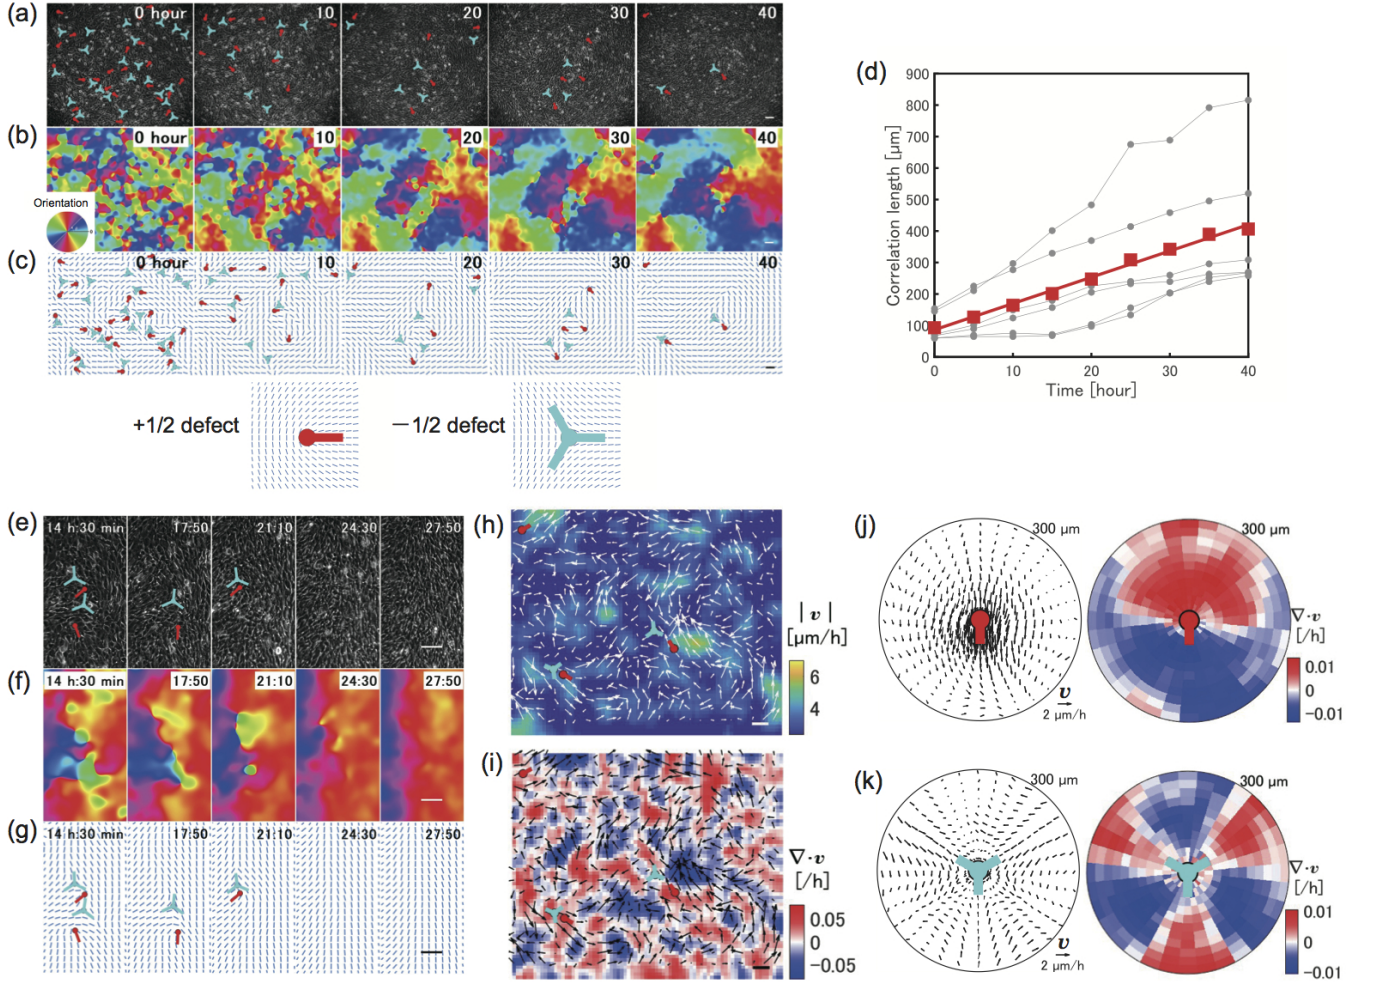 (a)
0 hour
10
20
30
40
(b)
0 hour
10
20
30
40
Orientation
(c)
0 hour
10
20
30
40
+1/2 defect
−1/2 defect
(d)
Correlation length [μm]
900
800
700
600
500
400
300
200
100
0
0
10
20
30
40
Time [hour]
(e)
14 h:30 min
17:50
21:10
24:30
27:50
(f)
14 h:30 min
17:50
21:10
24:30
27:50
(g)
14 h:30 min
17:50
21:10
24:30
27:50
(h)
|v|
[μm/h]
6
4
(i)
∇·v
[/h]
0.05
0
−0.05
(j)
300 μm
v
2 μm/h
300 μm
∇·v
[/h]
0.01
0
−0.01
(k)
300 μm
v
2 μm/h
300 μm
∇·v
[/h]
0.01
0
−0.01